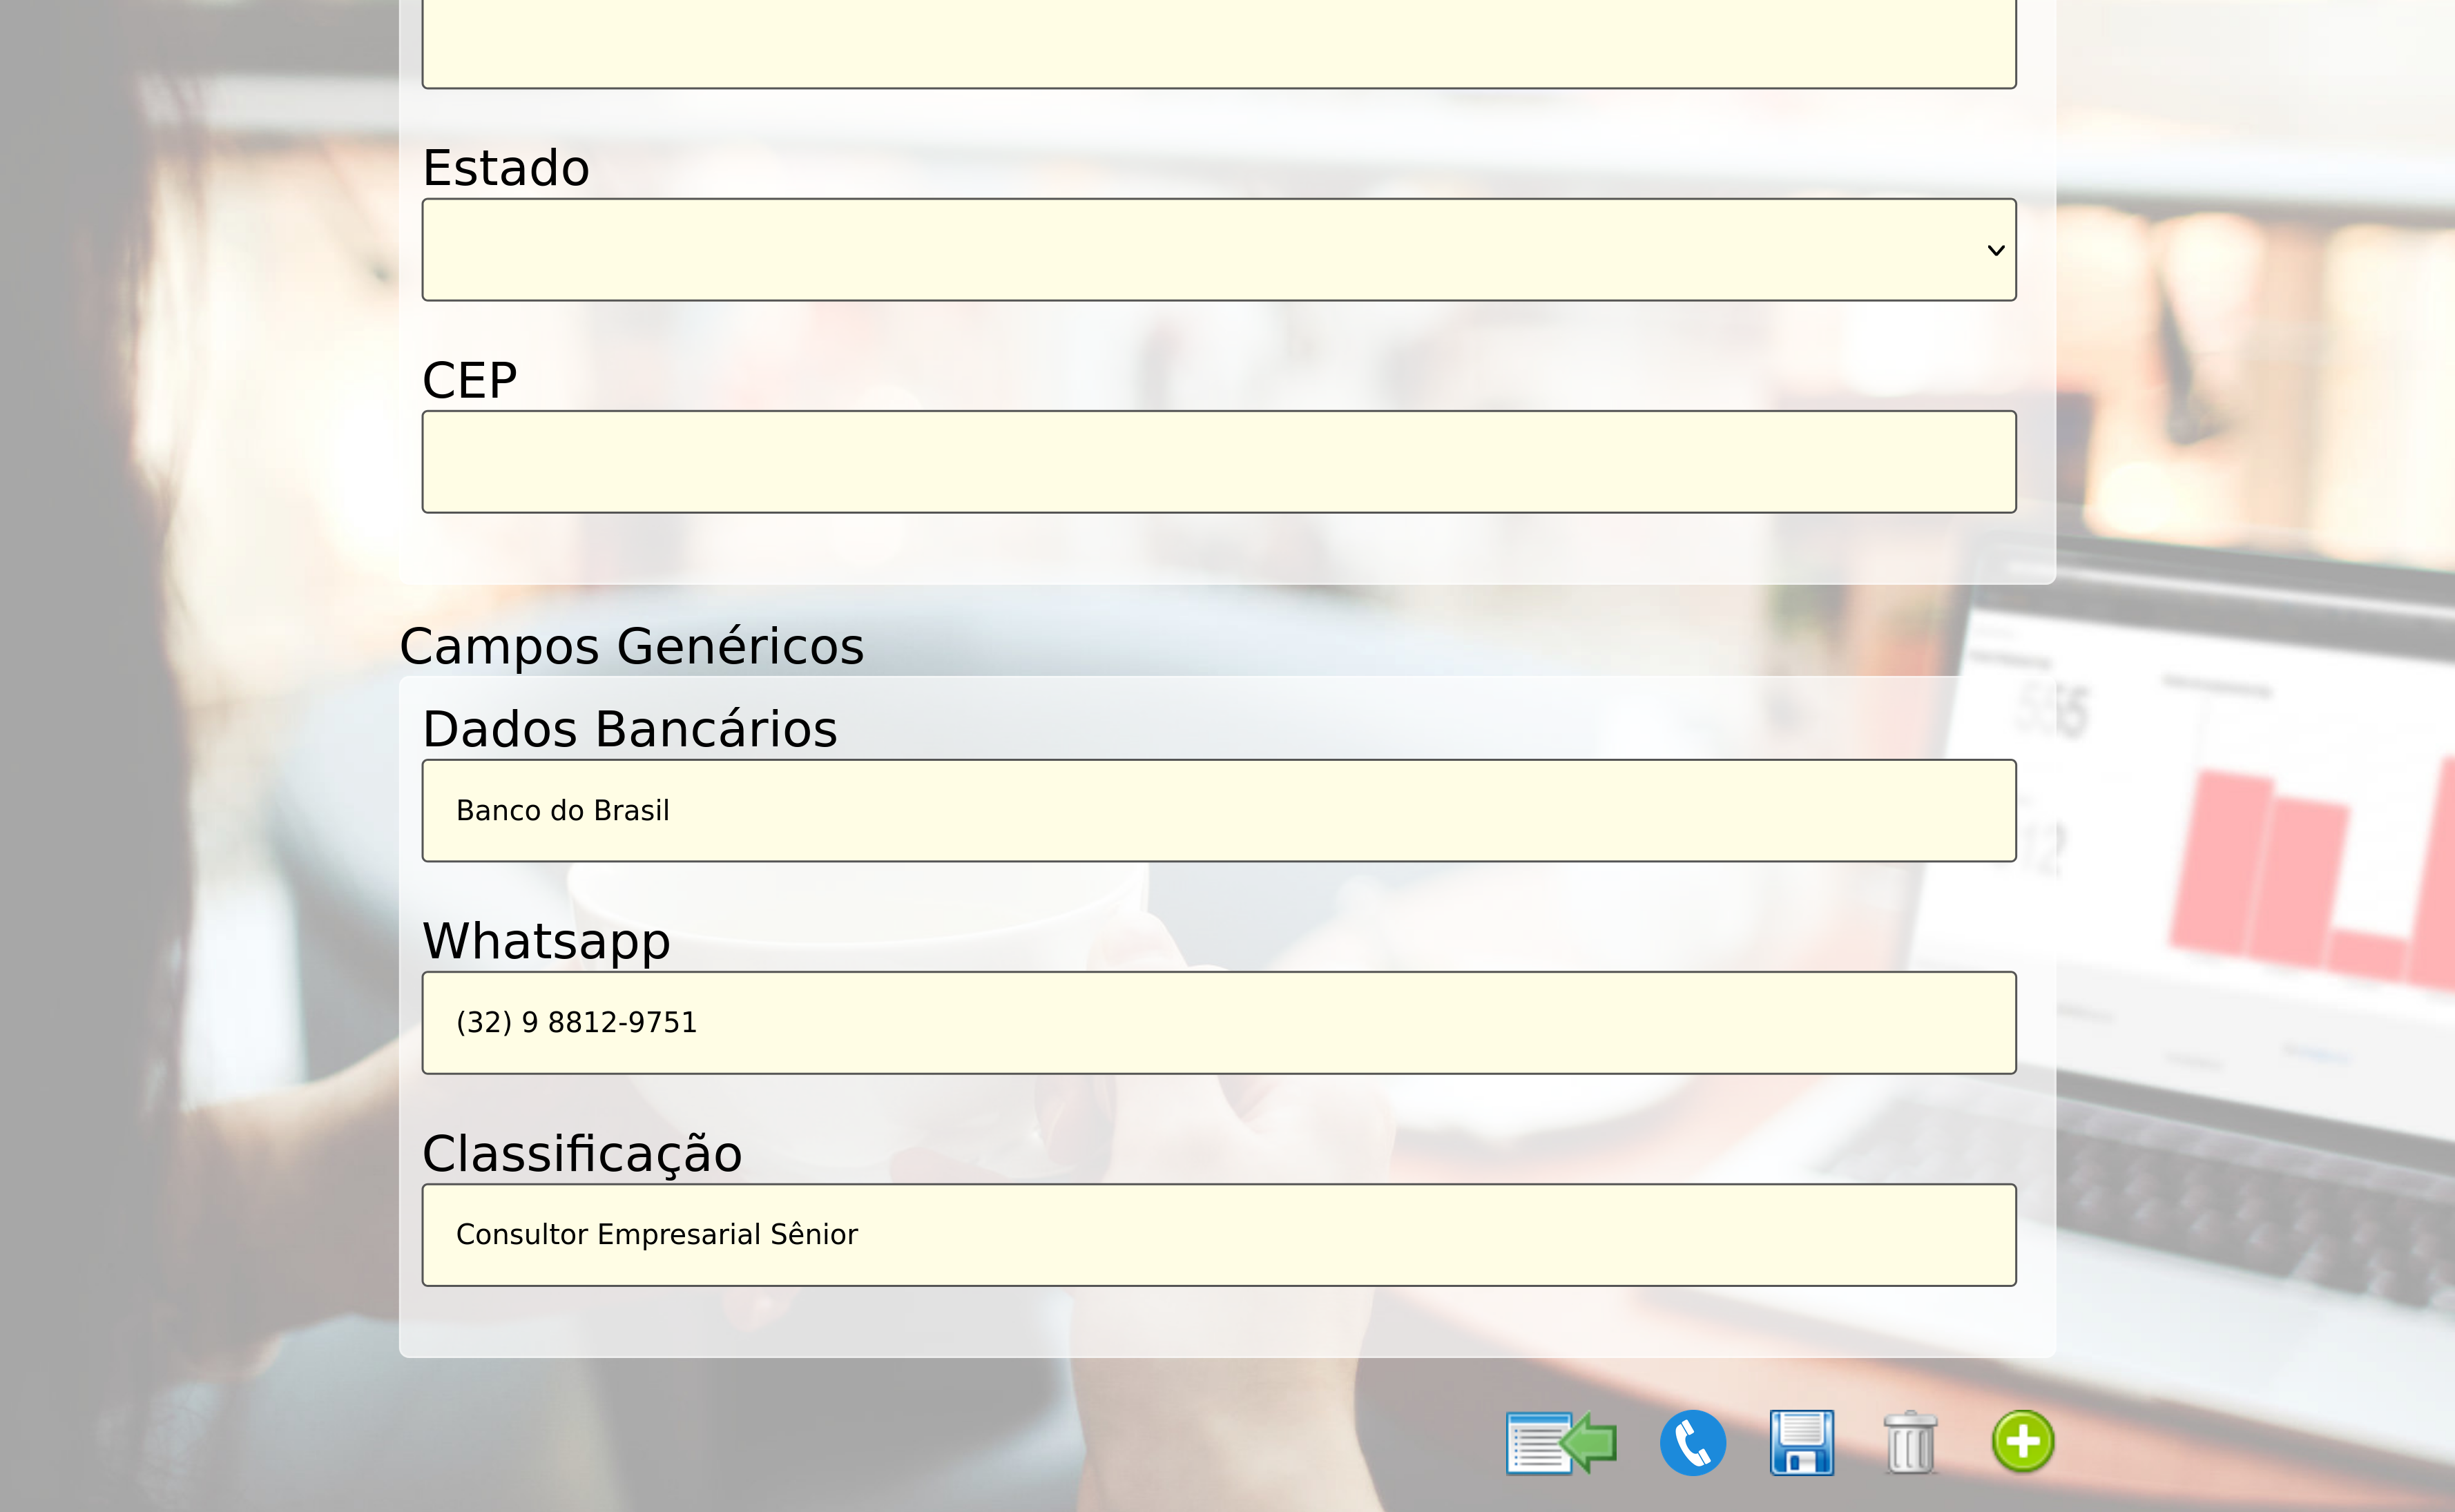 Estado
CEP
Campos Genéricos
Dados Bancários
Banco do Brasil
Whatsapp
(32) 9 8812-9751
Classificação
Consultor Empresarial Sênior